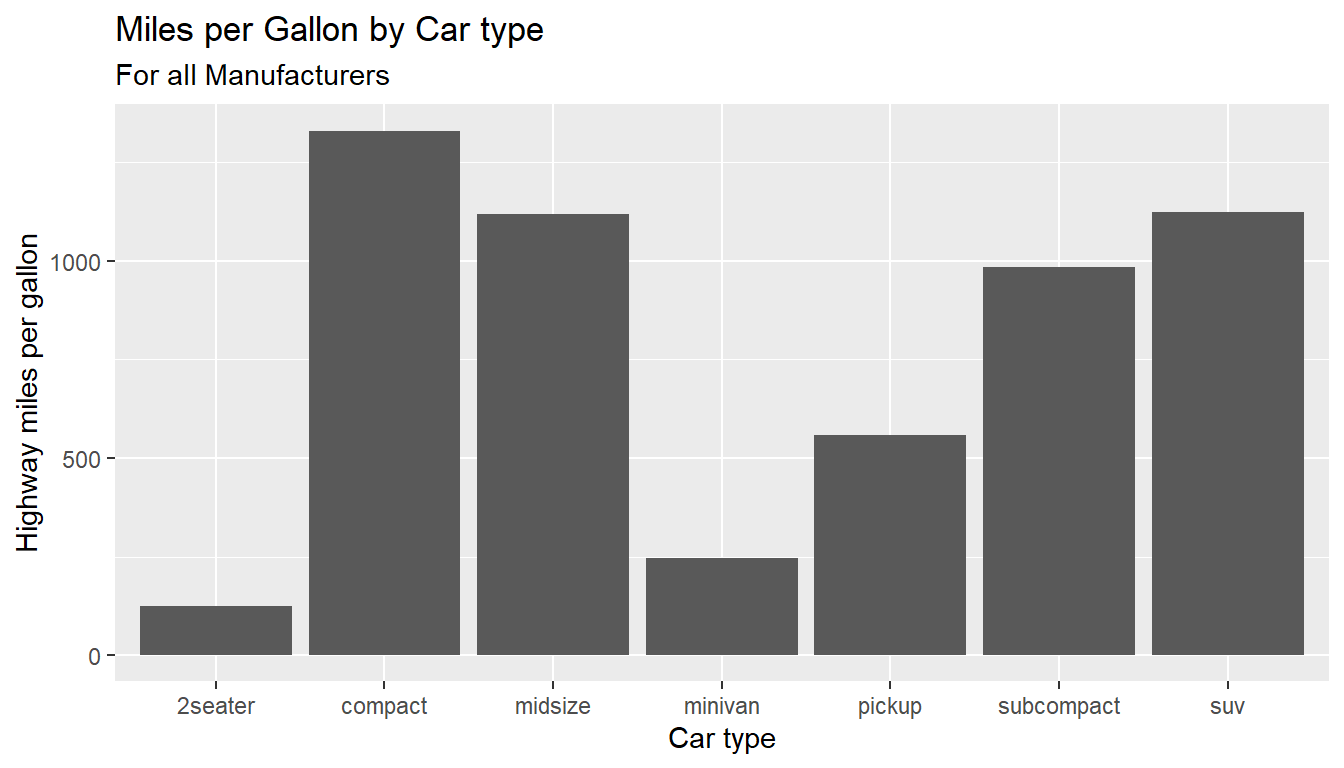 Miles per Gallon by Car type
For all Manufacturers
Highway miles per gallon
1000
500
0
2seater compact midsize minivan pickup subcompact suv
Car type